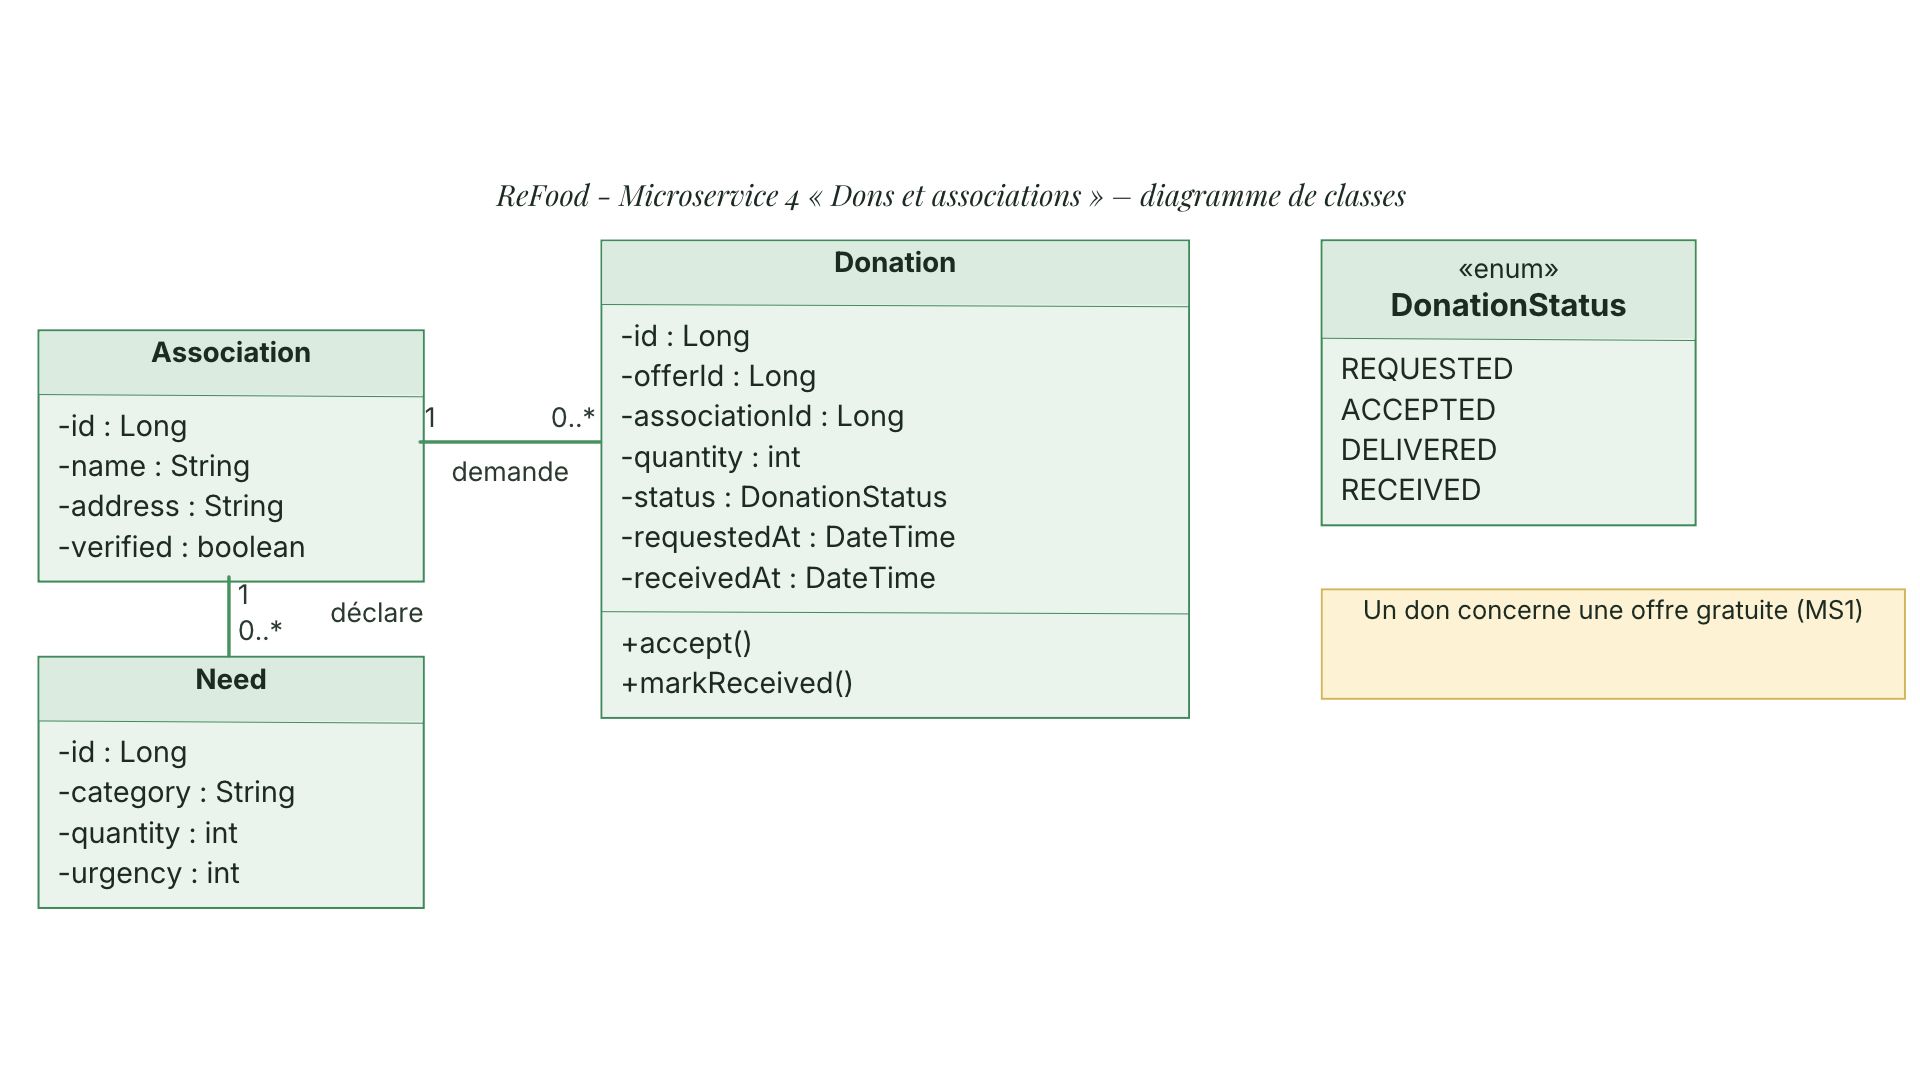 ReFood - Microservice 4 « Dons et associations » – diagramme de classes
Association
-id : Long
-name : String
-address : String
-verified : boolean
1
0..*
demande
Donation
-id : Long
-offerId : Long
-associationId : Long
-quantity : int
-status : DonationStatus
-requestedAt : DateTime
-receivedAt : DateTime
+accept()
+markReceived()
«enum»
DonationStatus
REQUESTED
ACCEPTED
DELIVERED
RECEIVED
1
déclare
0..*
Need
-id : Long
-category : String
-quantity : int
-urgency : int
Un don concerne une offre gratuite (MS1)